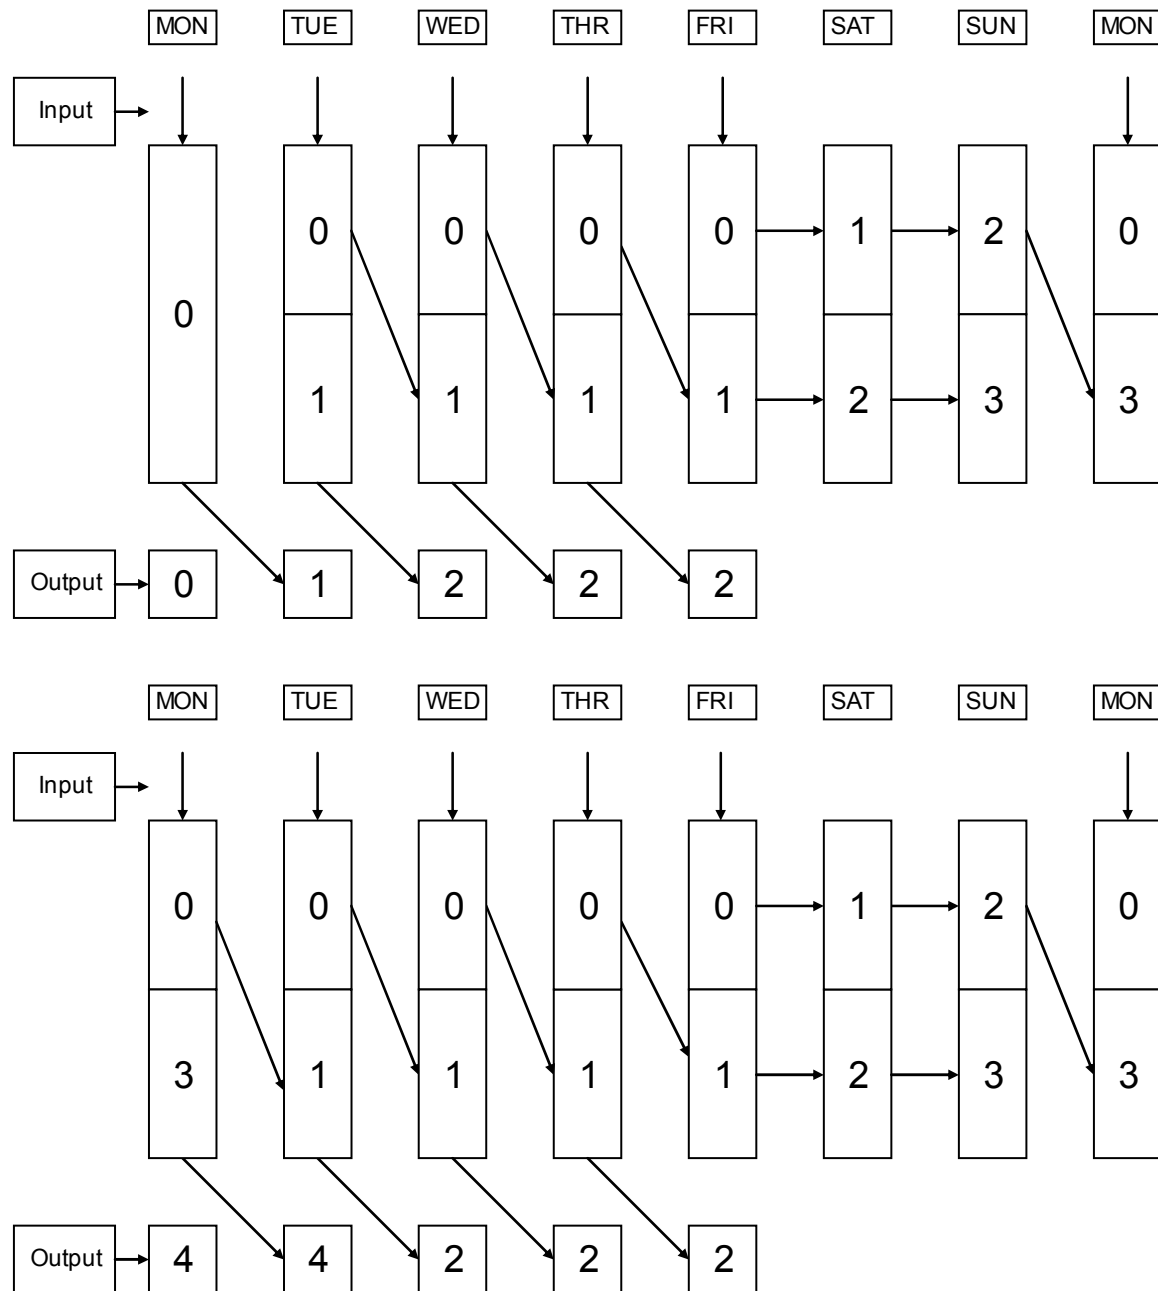 MON TUE WED THR FRI SAT SUN MON
Input
0 0 0 0 1 2 0
0
1 1 1 1 2 3 3
Output 0 1 2 2 2
MON TUE WED THR FRI SAT SUN MON
Input
0 0 0 0 0 1 2 0
3 1 1 1 1 2 3 3
Output 4 4 2 2 2